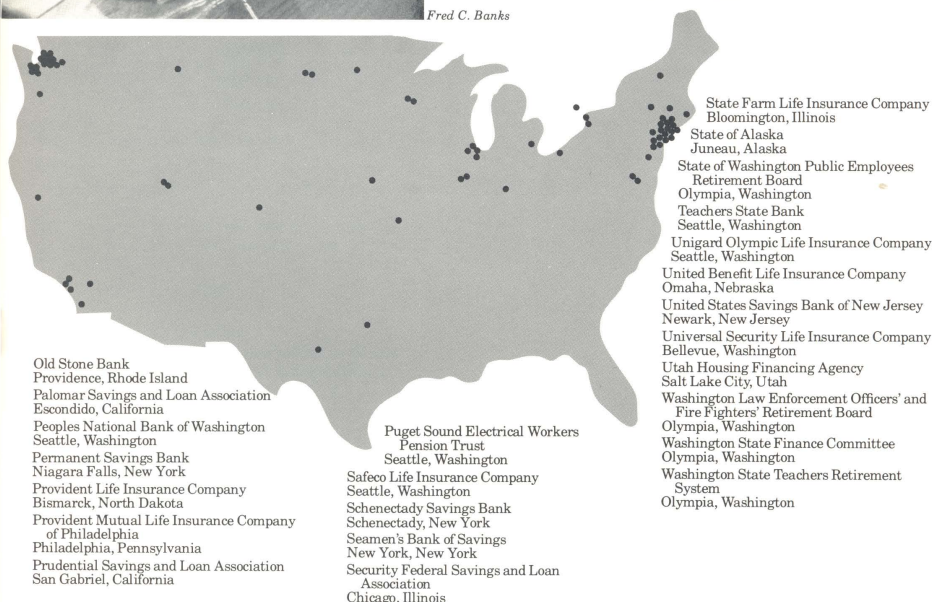 Fred C. Banks
Old Stone Bank
Providence, Rhode Island
Palomar Savings and Loan Association
Escondido, California
Peoples National Bank of Washington
Seattle, Washington
Permanent Savings Bank
Niagara Falls, New York
Provident Life Insurance Company
Bismarck, North Dakota
Provident Mutual Life Insurance Company
of Philadelphia
Philadelphia, Pennsylvania
Prudential Savings and Loan Association
San Gabriel, California
Puget Sound Electrical Workers
Pension Trust
Seattle, Washington
Safeco Life Insurance Company
Seattle, Washington
Schenectady Savings Bank
Schenectady, New York
Seamen's Bank of Savings
New York, New York
Security Federal Savings and Loan
Association
Chicago, Illinois
State Farm Life Insurance Company
Bloomington, Illinois
State of Alaska
Juneau, Alaska
State of Washington Public Employees
Retirement Board
Olympia, Washington
Teachers State Bank
Seattle, Washington
Unigard Olympic Life Insurance Company
Seattle, Washington
United Benefit Life Insurance Company
Omaha, Nebraska
United States Savings Bank of New Jersey
Newark, New Jersey
Universal Security Life Insurance Company
Bellevue, Washington
Utah Housing Financing Agency
Salt Lake City, Utah
Washington Law Enforcement Officers' and
Fire Fighters' Retirement Board
Olympia, Washington
Washington State Finance Committee
Olympia, Washington
Washington State Teachers Retirement
System
Olympia, Washington